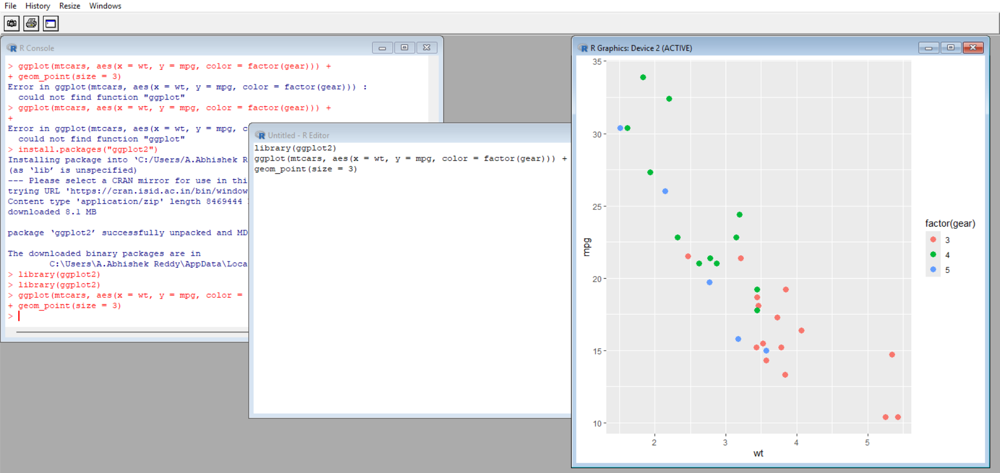 File History Resize Windows
R Console
> ggplot(mtcars, aes(x = wt, y = mpg, color = factor(gear))) +
+ geom_point(size = 3)
Error in ggplot(mtcars, aes(x = wt, y = mpg, color = factor(gear))) :
could not find function "ggplot"
> ggplot(mtcars, aes(x = wt, y = mpg, color = factor(gear))) +
+
Error in ggplot(mtcars, aes(x = wt, y = mpg, c
could not find function "ggplot"
> install.packages("ggplot2")
Installing package into ‘C:/Users/A.Abhishek R
(as ‘lib’ is unspecified)
--- Please select a CRAN mirror for use in thi
trying URL 'https://cran.isid.ac.in/bin/window
Content type 'application/zip' length 8469444
downloaded 8.1 MB
package ‘ggplot2’ successfully unpacked and MD
The downloaded binary packages are in
C:\Users\A.Abhishek Reddy\AppData\Loca
> library(ggplot2)
> library(ggplot2)
> ggplot(mtcars, aes(x = wt, y = mpg, color =
+ geom_point(size = 3)
>
Untitled - R Editor
library(ggplot2)
ggplot(mtcars, aes(x = wt, y = mpg, color = factor(gear))) +
geom_point(size = 3)
R Graphics: Device 2 (ACTIVE)
35
30
25
20
15
10
mpg
2 3 4 5
wt
factor(gear)
3
4
5